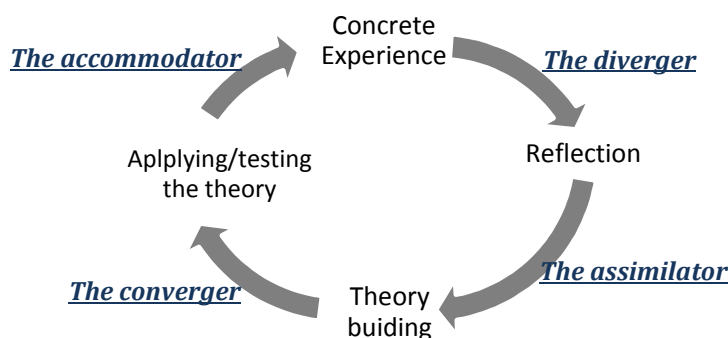 Concrete
Experience
The accommodator
The diverger
Aplplying/testing
the theory
Reflection
The converger
The assimilator
Theory
buiding